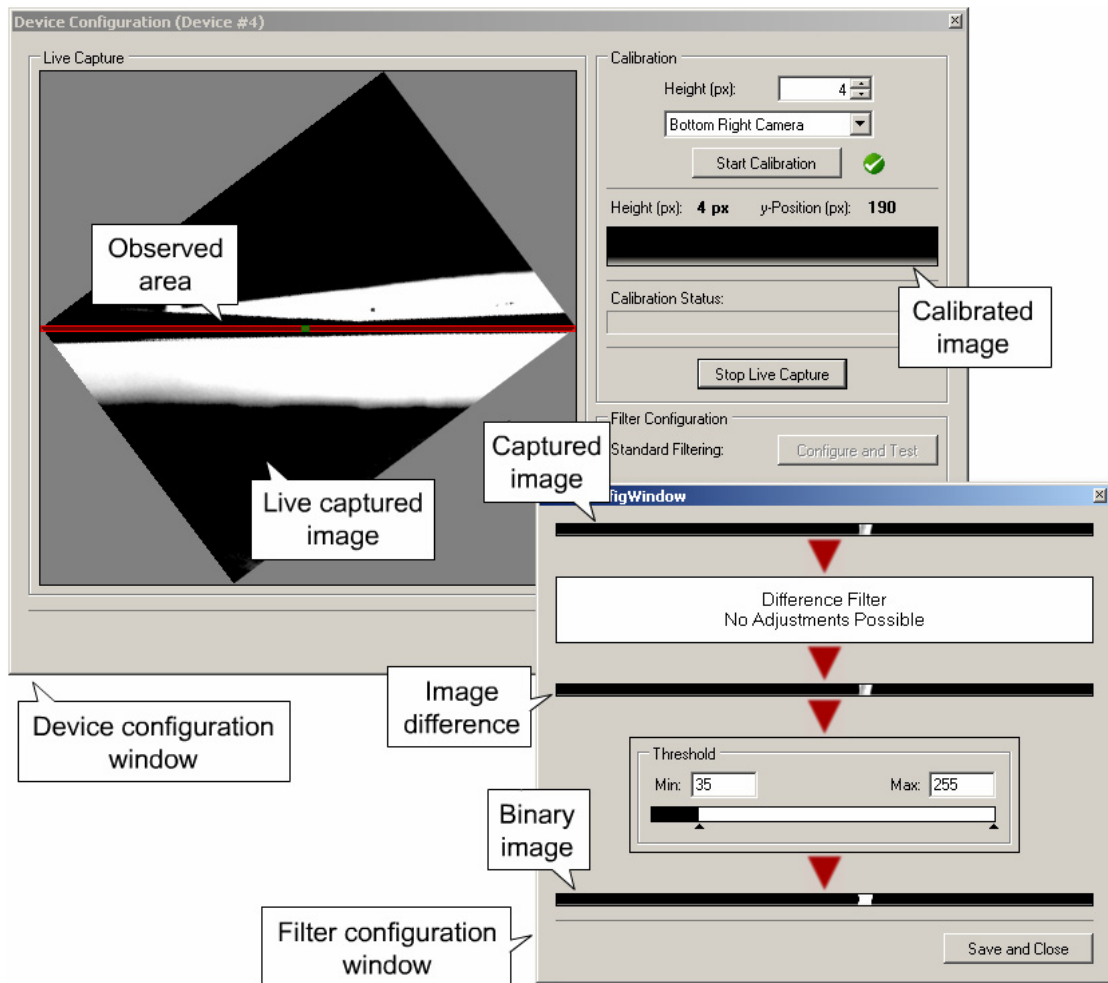 Device Configuration (Device #4)
Live Capture
Observed
area
Live captured
image
Calibration
Height (px):
4
Bottom Right Camera
Start Calibration
Height (px): 4 px y-Position (px): 190
Calibration Status:
Calibrated
image
Stop Live Capture
Filter Configuration
Standard Filtering:
Configure and Test
Captured
image
figWindow
Difference Filter
No Adjustments Possible
Image
difference
Device configuration
window
Threshold
Min: 35
Max: 255
Binary
image
Filter configuration
window
Save and Close